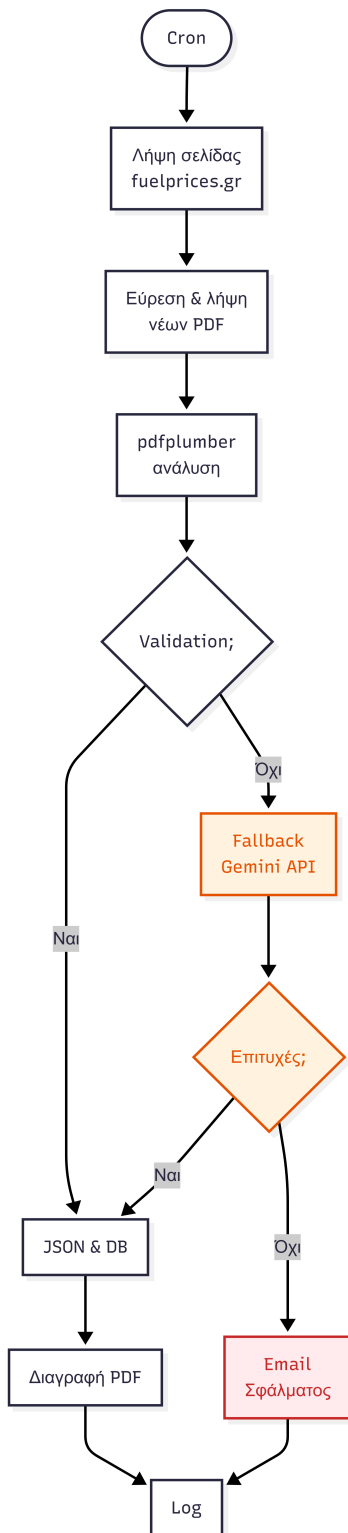 Cron
Λήψη σελίδας
fuelprices.gr
Εύρεση & λήψη
νέων PDF
pdfplumber
ανάλυση
Validation;
Όχι
Fallback
Gemini API
Ναι
Επιτυχές;
Ναι
Όχι
JSON & DB
Email
Σφάλματος
Διαγραφή PDF
Log